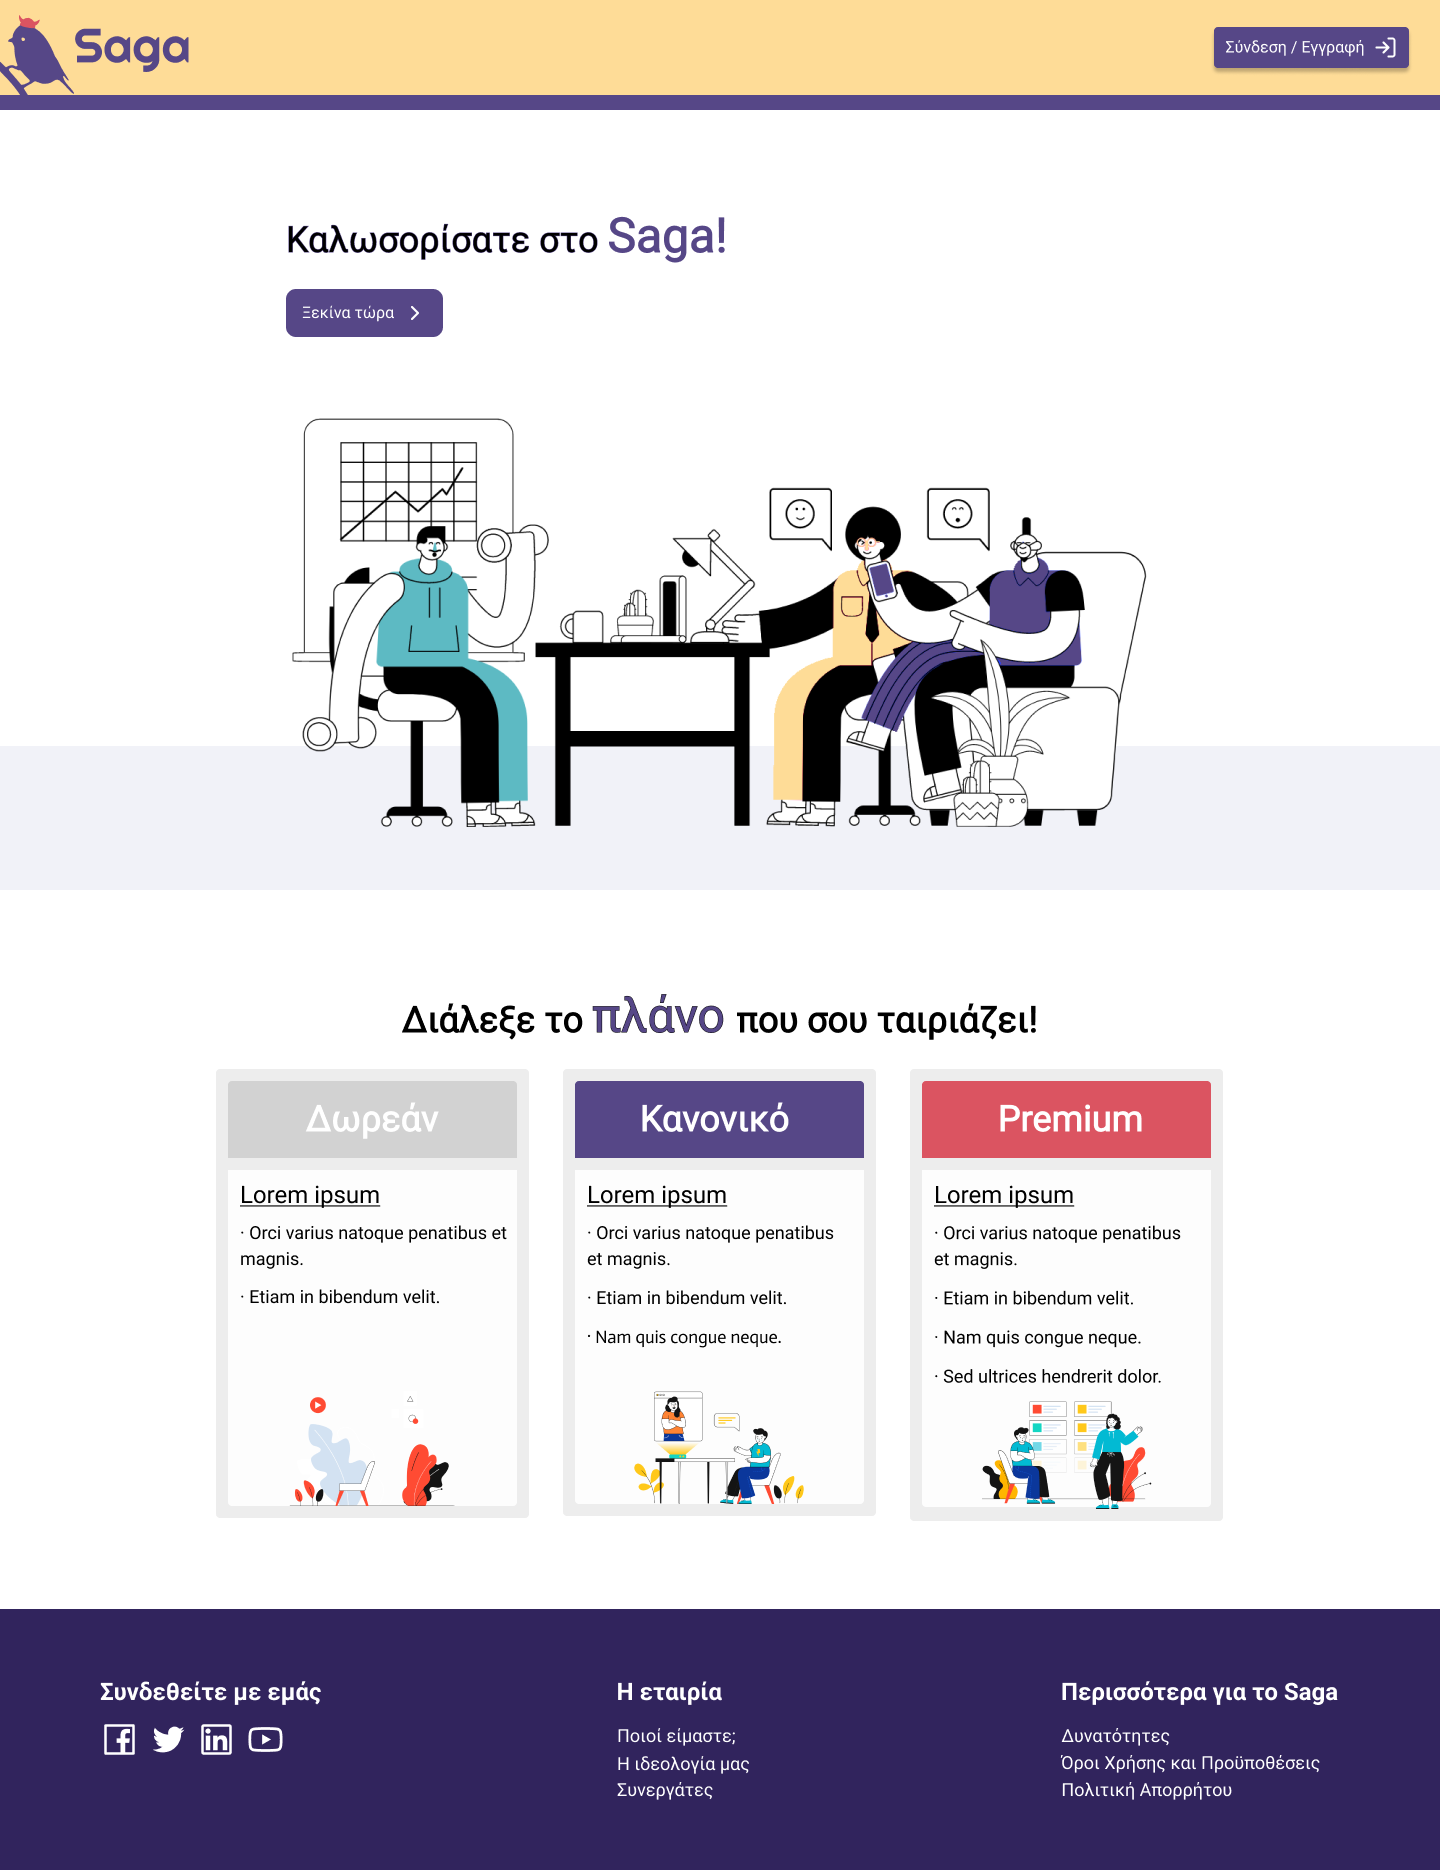 Saga
Σύνδεση / Εγγραφή
Καλωσορίσατε στο Saga!
Ξεκίνα τώρα
Διάλεξε το πλάνο που σου ταιριάζει!
Δωρεάν
Lorem ipsum
· Orci varius natoque penatibus et
magnis.
· Etiam in bibendum velit.
Κανονικό
Lorem ipsum
· Orci varius natoque penatibus
et magnis.
· Etiam in bibendum velit.
· Nam quis congue neque.
Premium
Lorem ipsum
· Orci varius natoque penatibus
et magnis.
· Etiam in bibendum velit.
· Nam quis congue neque.
· Sed ultrices hendrerit dolor.
Συνδεθείτε με εμάς
Η εταιρία
Ποιοί είμαστε;
Η ιδεολογία μας
Συνεργάτες
Περισσότερα για το Saga
Δυνατότητες
Όροι Χρήσης και Προϋποθέσεις
Πολιτική Απορρήτου